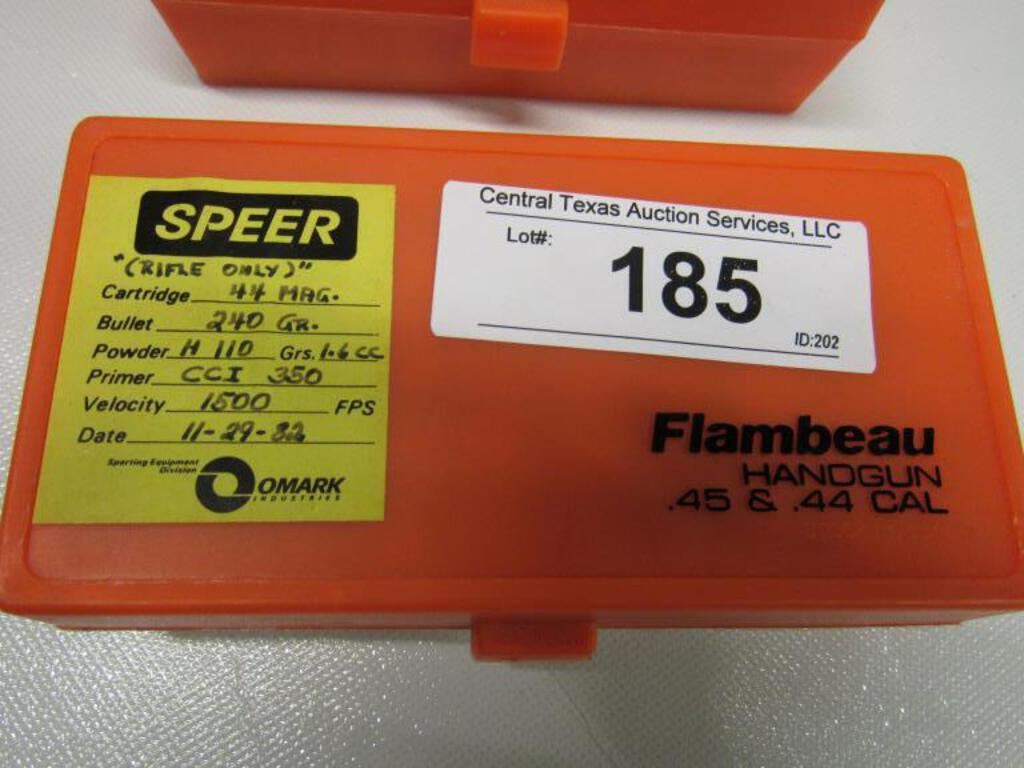 SPEER
"(RIFLE ONLY)"
Cartridge 44 MAG.
Bullet 240 GR.
Powder H 110 Grs. 1.6 CC
Primer CCI 350
Velocity 1500 FPS
Date 11-29-82
Sporting Equipment
Division
OMARK
INDUSTRIES
Central Texas Auction Services, LLC
Lot#:
185
ID:202
Flambeau
HANDGUN
.45 & .44 CAL